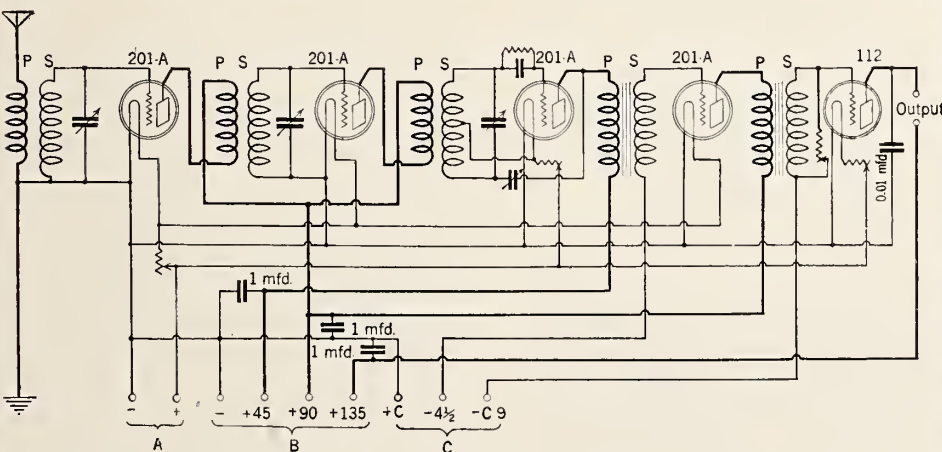 P S 201-A
P S 201-A
P S 201-A
P S 201-A
P S 112
Output
0.01 mfd
1 mfd.
1 mfd.
1 mfd.
- + - +45 +90 +135 +C -4½ -C 9
A B C